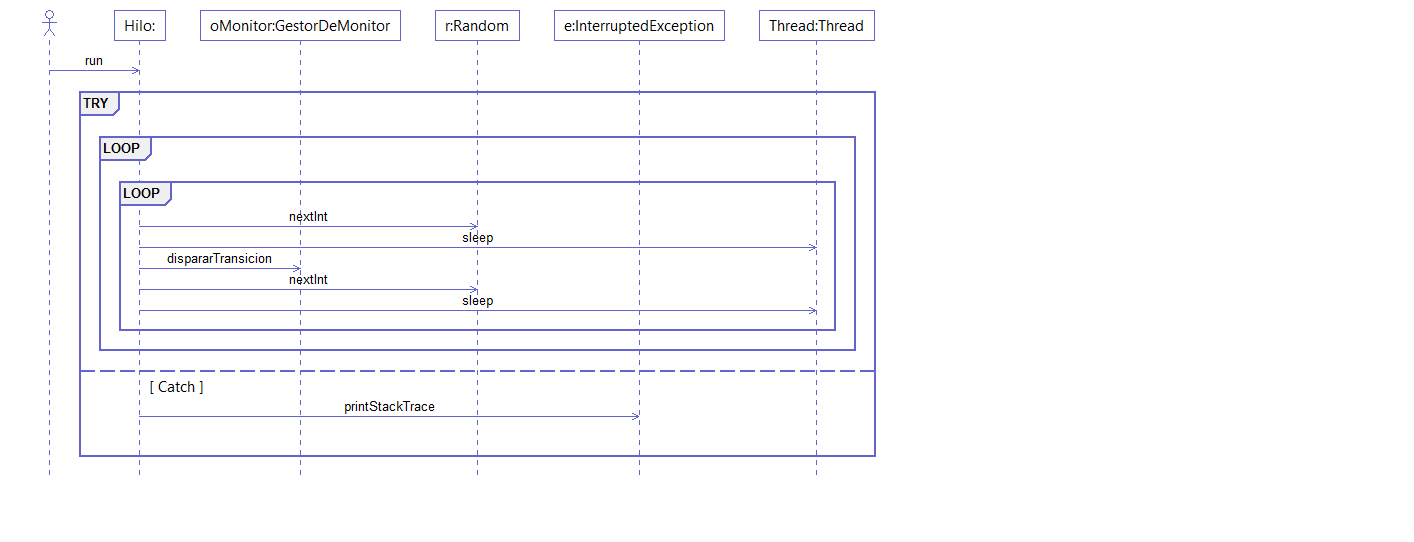 Hilo:
oMonitor:GestorDeMonitor
r:Random
e:InterruptedException
Thread:Thread
run
TRY
LOOP
LOOP
nextInt
sleep
dispararTransicion
nextInt
sleep
[ Catch ]
printStackTrace